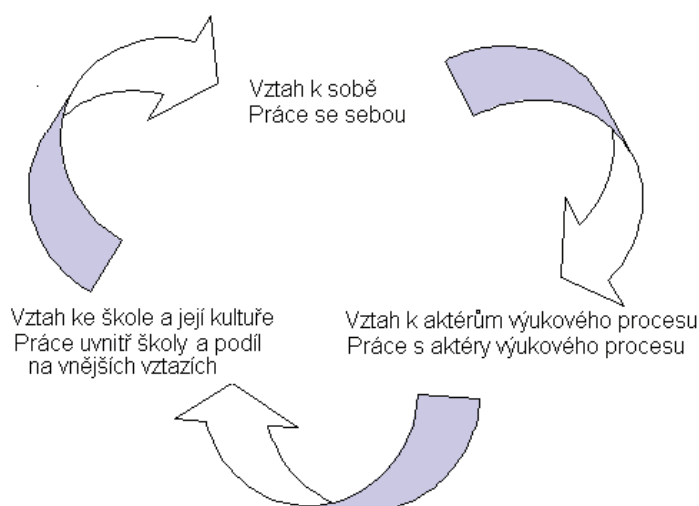 Vztah k sobě
Práce se sebou
Vztah ke škole a její kultuře
Práce uvnitř školy a podíl
na vnějších vztazích
Vztah k aktérům výukového procesu
Práce s aktéry výukového procesu